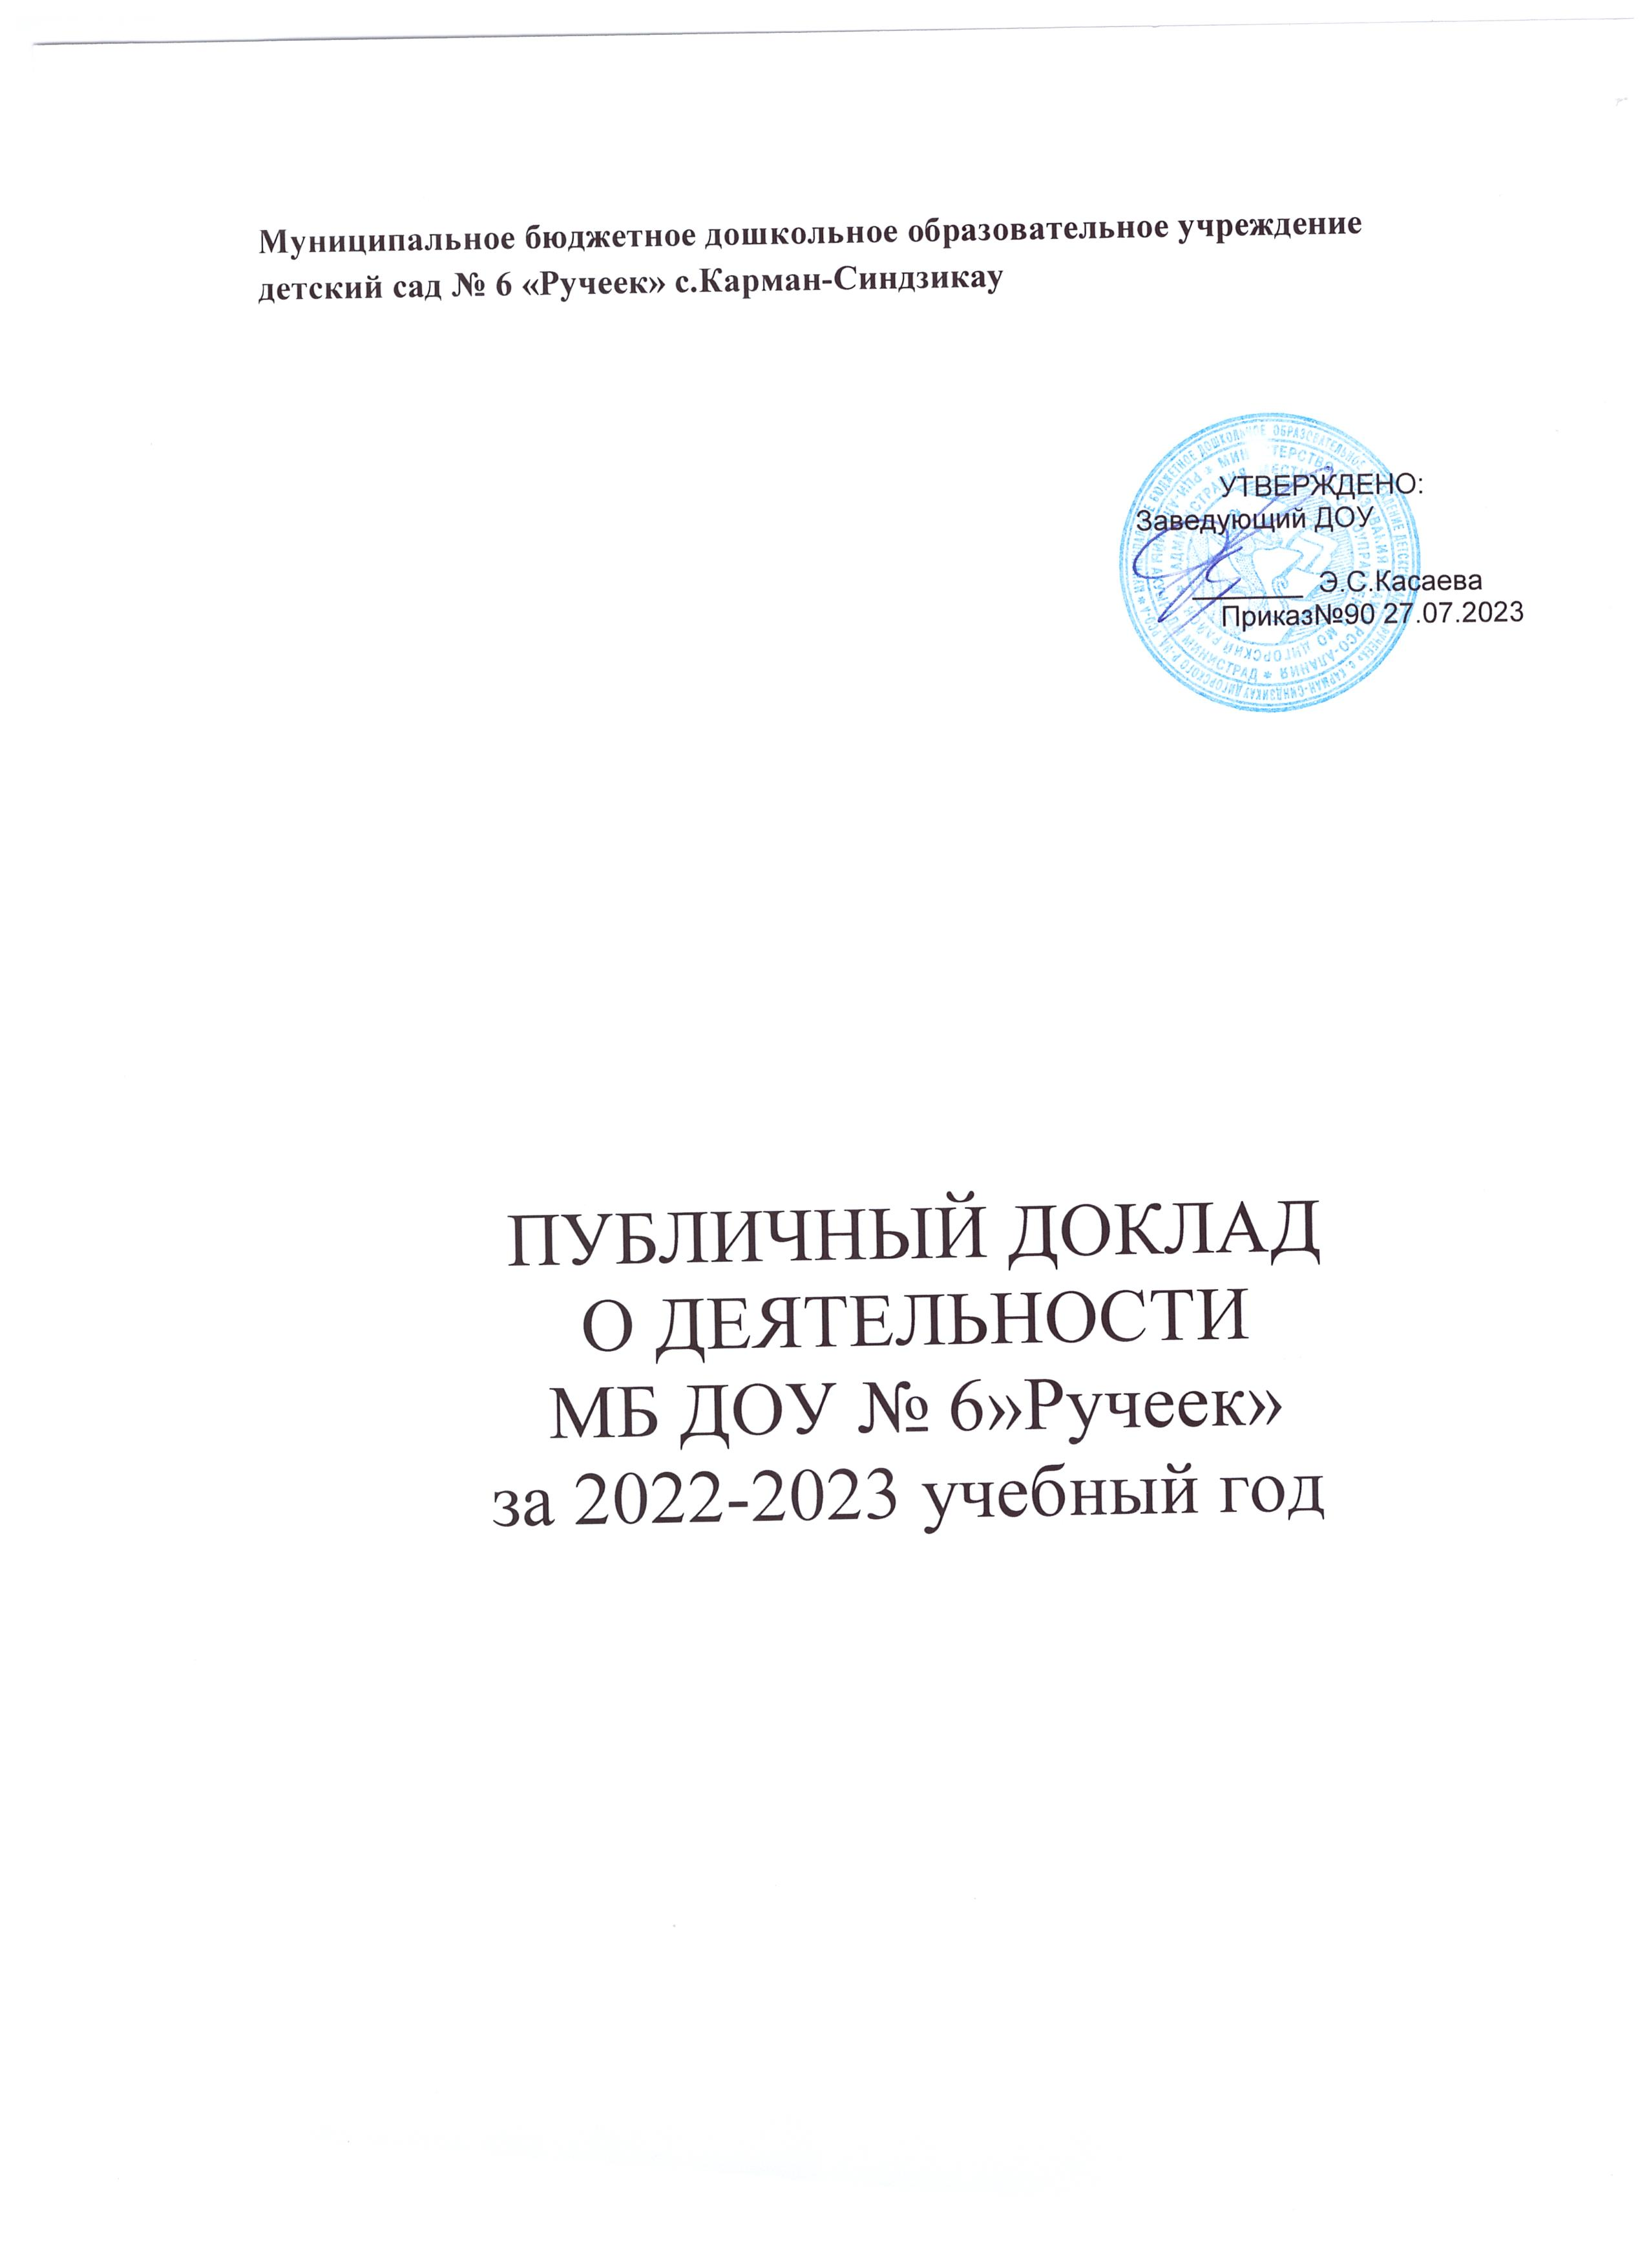 Муниципальное бюджетное дошкольное образовательное учреждение
детский сад № 6 «Ручеек» с.Карман-Синдзикау
УТВЕРЖДЕНО:
Заведующий ДОУ
Э.С.Касаева
Приказ№90 27.07.2023
ПУБЛИЧНЫЙ ДОКЛАД
О ДЕЯТЕЛЬНОСТИ
МБ ДОУ № 6»Ручеек»
за 2022-2023 учебный год